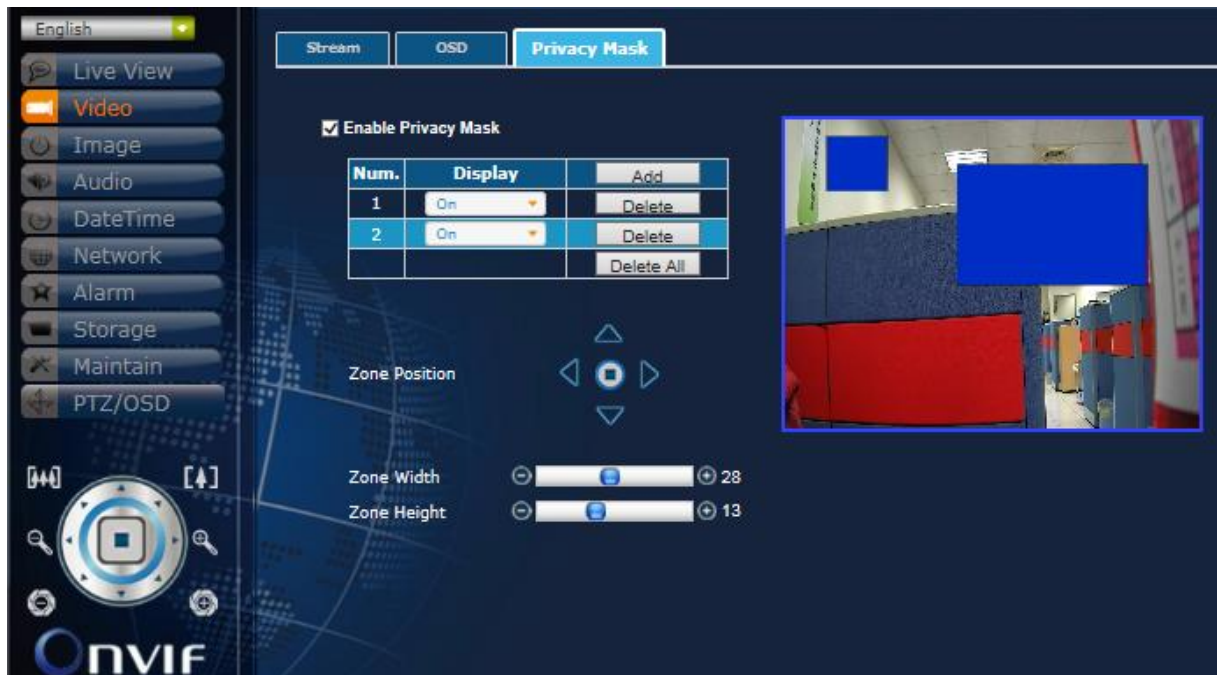 English
Live View
Video
Image
Audio
DateTime
Network
Alarm
Storage
Maintain
PTZ/OSD
ONVIF
Stream OSD Privacy Mask
Enable Privacy Mask
Num. Display Add
1 On Delete
2 On Delete
Delete All
Zone Position
Zone Width 28
Zone Height 13